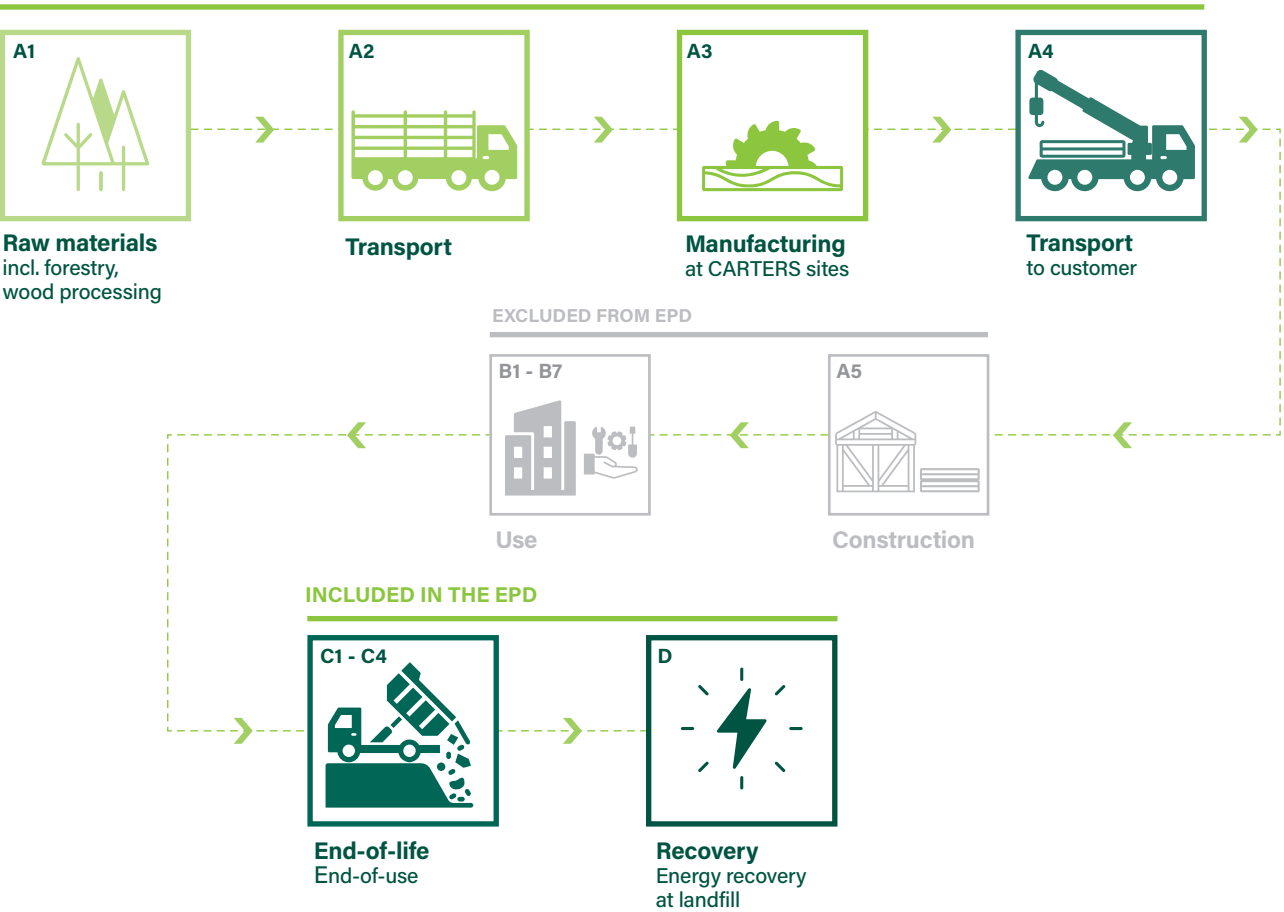 A1
A2
A3
A4
Raw materials
incl. forestry,
wood processing
Transport
Manufacturing
at CARTERS sites
Transport
to customer
EXCLUDED FROM EPD
B1 - B7
A5
Use
Construction
INCLUDED IN THE EPD
C1 - C4
D
End-of-life
End-of-use
Recovery
Energy recovery
at landfill